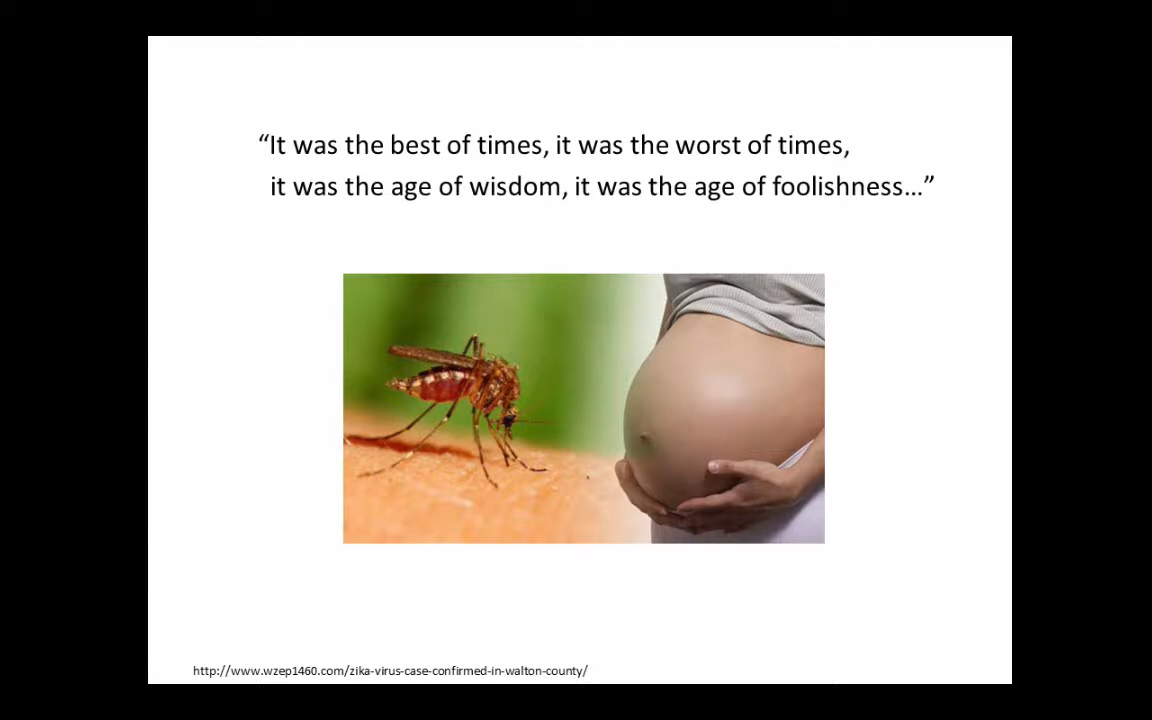 “It was the best of times, it was the worst of times,
it was the age of wisdom, it was the age of foolishness…”
http://www.wzep1460.com/zika-virus-case-confirmed-in-walton-county/